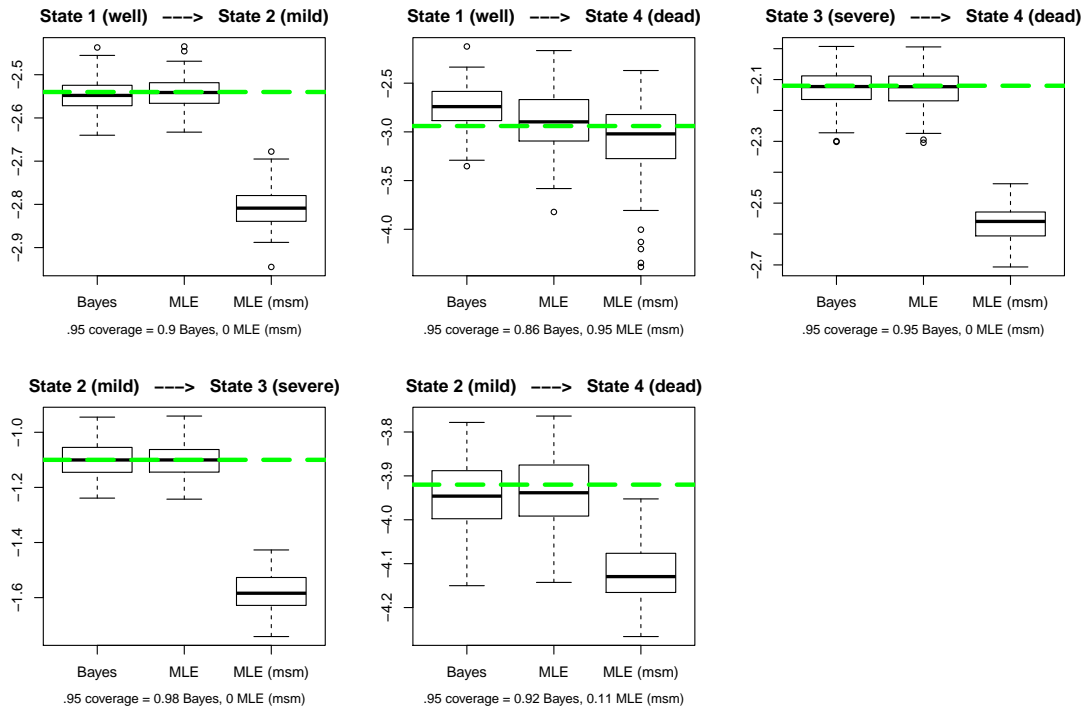 State 1 (well) −−−> State 2 (mild)
−2.5
−2.6
−2.7
−2.8
−2.9
Bayes MLE MLE (msm)
.95 coverage = 0.9 Bayes, 0 MLE (msm)
State 1 (well) −−−> State 4 (dead)
−2.5
−3.0
−3.5
−4.0
Bayes MLE MLE (msm)
.95 coverage = 0.86 Bayes, 0.95 MLE (msm)
State 3 (severe) −−−> State 4 (dead)
−2.1
−2.3
−2.5
−2.7
Bayes MLE MLE (msm)
.95 coverage = 0.95 Bayes, 0 MLE (msm)
State 2 (mild) −−−> State 3 (severe)
−1.0
−1.2
−1.4
−1.6
Bayes MLE MLE (msm)
.95 coverage = 0.98 Bayes, 0 MLE (msm)
State 2 (mild) −−−> State 4 (dead)
−3.8
−3.9
−4.0
−4.1
−4.2
Bayes MLE MLE (msm)
.95 coverage = 0.92 Bayes, 0.11 MLE (msm)